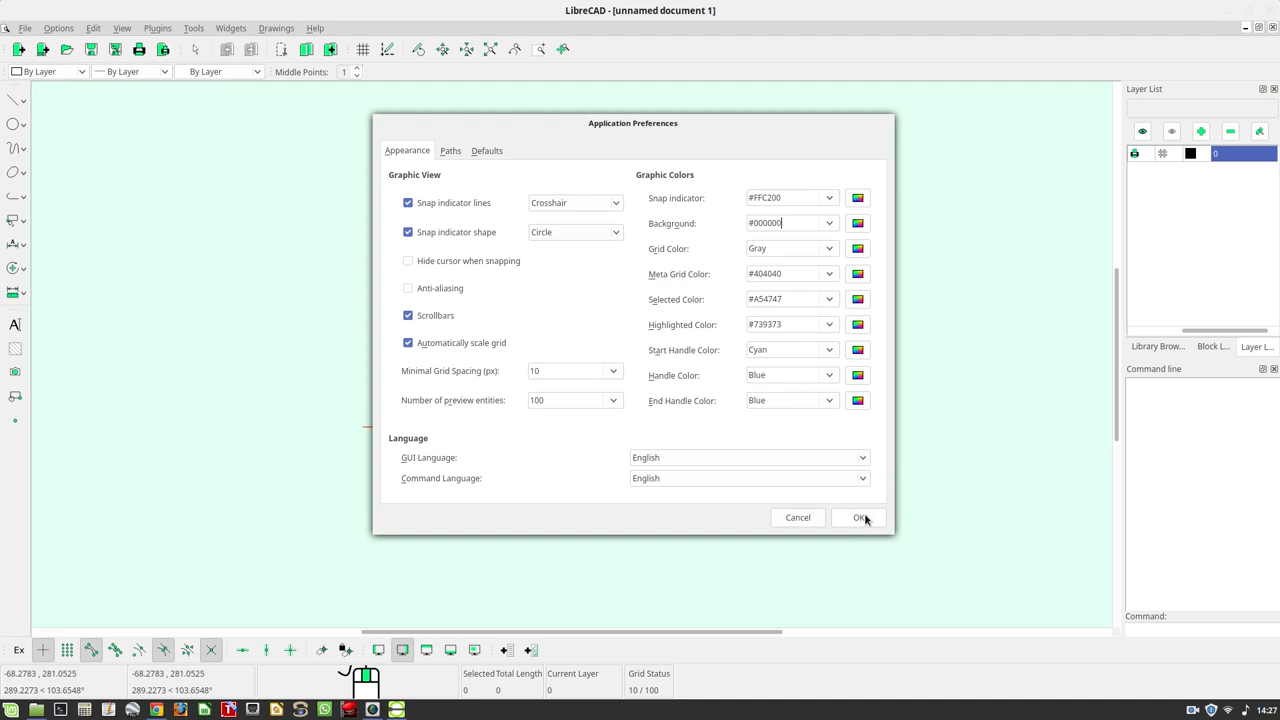 LibreCAD - [unnamed document 1]
File Options Edit View Plugins Tools Widgets Drawings Help
By Layer By Layer By Layer Middle Points: 1
Layer List
0
Library Brow... Block L... Layer L...
Command line
Command:
Application Preferences
Appearance Paths Defaults
Graphic View
Snap indicator lines Crosshair
Snap indicator shape Circle
Hide cursor when snapping
Anti-aliasing
Scrollbars
Automatically scale grid
Minimal Grid Spacing (px): 10
Number of preview entities: 100
Graphic Colors
Snap indicator: #FFC200
Background: #000000
Grid Color: Gray
Meta Grid Color: #404040
Selected Color: #A54747
Highlighted Color: #739373
Start Handle Color: Cyan
Handle Color: Blue
End Handle Color: Blue
Language
GUI Language: English
Command Language: English
Cancel OK
Ex
-68.2783 , 281.0525 -68.2783 , 281.0525 Selected Total Length Current Layer Grid Status
289.2273 < 103.6548° 289.2273 < 103.6548° 0 0 0 10 / 100
14:27